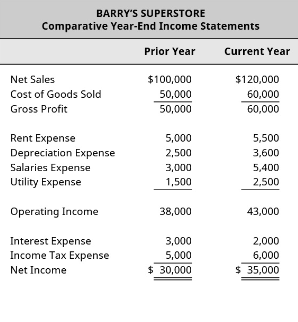 BARRY'S SUPERSTORE
Comparative Year-End Income Statements
Prior Year Current Year
Net Sales $100,000 $120,000
Cost of Goods Sold 50,000 60,000
Gross Profit 50,000 60,000
Rent Expense 5,000 5,500
Depreciation Expense 2,500 3,600
Salaries Expense 3,000 5,400
Utility Expense 1,500 2,500
Operating Income 38,000 43,000
Interest Expense 3,000 2,000
Income Tax Expense 5,000 6,000
Net Income $ 30,000 $ 35,000